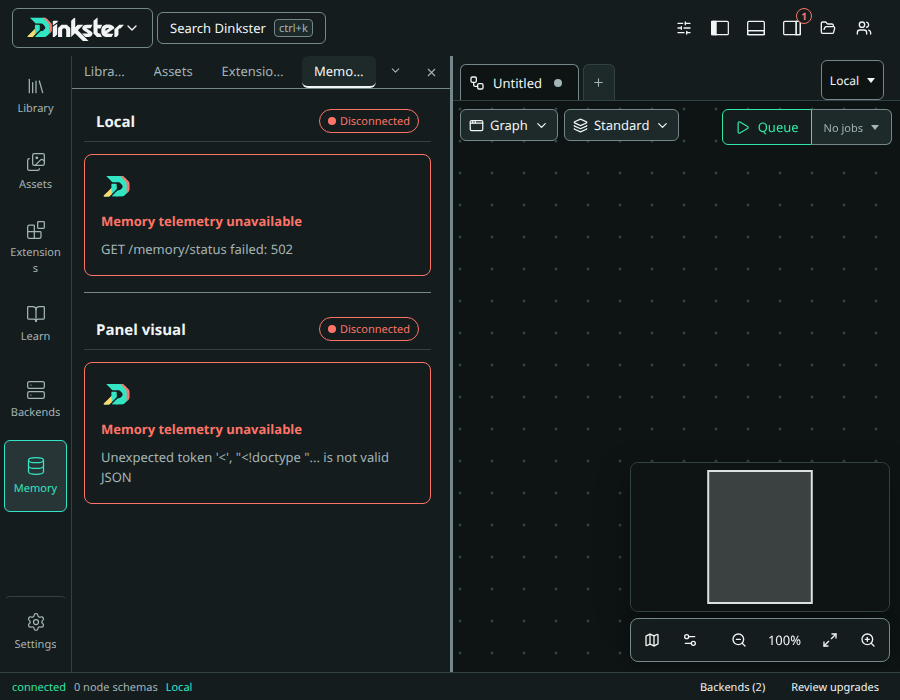 Dinkster
Search Dinkster ctrl+k
1
Libra... Assets Extensio... Memo...
Untitled
+
Local
Library
Assets
Extension
s
Learn
Backends
Memory
Settings
Local Disconnected
Memory telemetry unavailable
GET /memory/status failed: 502
Panel visual Disconnected
Memory telemetry unavailable
Unexpected token '<', "<!doctype "... is not valid
JSON
Graph Standard
Queue No jobs
100%
connected 0 node schemas Local
Backends (2) Review upgrades